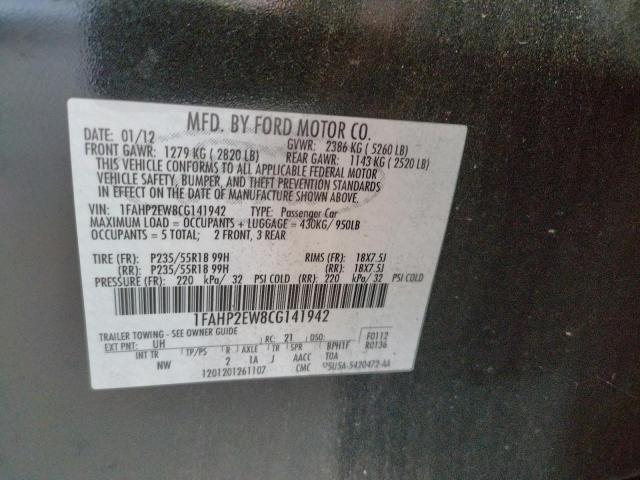 MFD. BY FORD MOTOR CO.
DATE: 01/12 GVWR: 2386 KG ( 5260 LB)
FRONT GAWR: 1279 KG ( 2820 LB) REAR GAWR: 1143 KG ( 2520 LB)
THIS VEHICLE CONFORMS TO ALL APPLICABLE FEDERAL MOTOR
VEHICLE SAFETY, BUMPER, AND THEFT PREVENTION STANDARDS
IN EFFECT ON THE DATE OF MANUFACTURE SHOWN ABOVE.
VIN: 1FAHP2EW8CG141942 TYPE: Passenger Car
MAXIMUM LOAD = OCCUPANTS + LUGGAGE = 430KG/ 950LB
OCCUPANTS = 5 TOTAL; 2 FRONT, 3 REAR
TIRE (FR): P235/55R18 99H RIMS (FR): 18X7.5J
(RR): P235/55R18 99H (RR): 18X7.5J
PRESSURE (FR): 220 kPa/ 32 PSI COLD (RR): 220 kPa/ 32 PSI COLD
1FAHP2EW8CG141942
TRAILER TOWING - SEE OWNER GUIDE
EXT PNT: UH RC: 21 DSO: F0112
INT TR TP/PS R AXLE TR SPR BPH1F R0136
NW 2 1A J AACC TOA
1201201261107 CMC 5U5A-5420472-AA